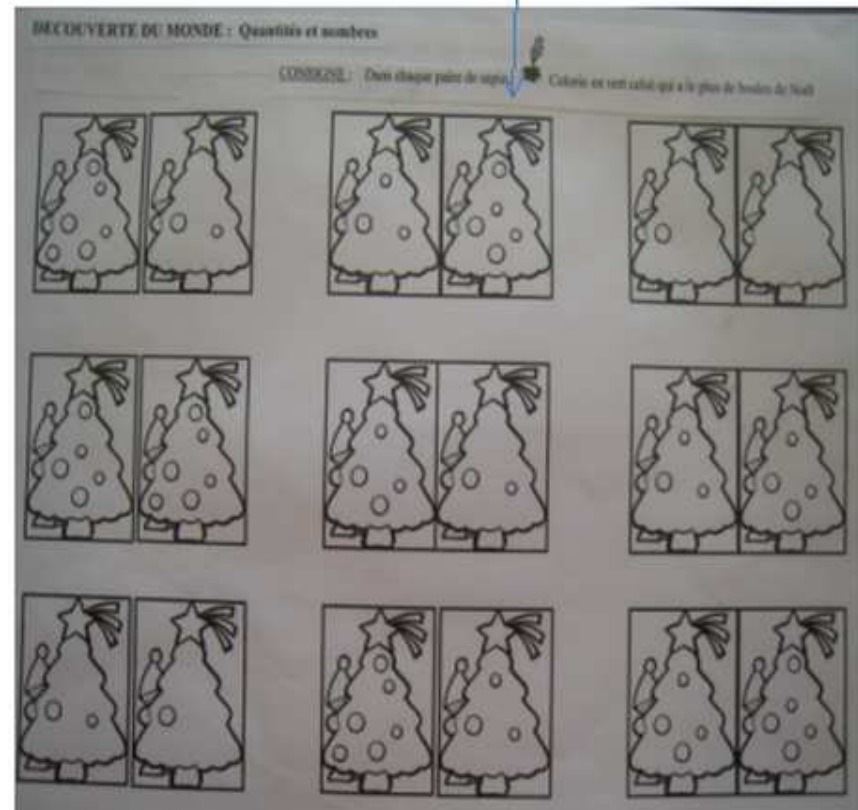 DECOUVERTE DU MONDE : Quantités et nombres
CONSIGNE : Dans chaque paire de sapins Colorie en vert celui qui a le plus de boules de Noël